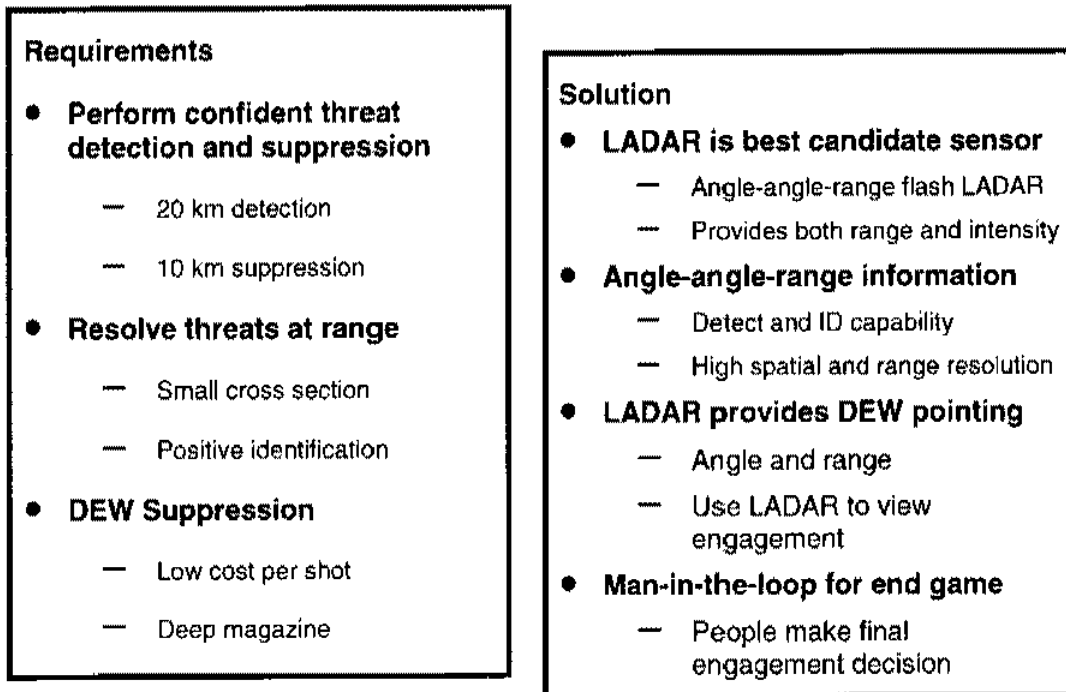 Requirements
● Perform confident threat
detection and suppression
— 20 km detection
— 10 km suppression
● Resolve threats at range
— Small cross section
— Positive identification
● DEW Suppression
— Low cost per shot
— Deep magazine
Solution
● LADAR is best candidate sensor
— Angle-angle-range flash LADAR
— Provides both range and intensity
● Angle-angle-range information
— Detect and ID capability
— High spatial and range resolution
● LADAR provides DEW pointing
— Angle and range
— Use LADAR to view
engagement
● Man-in-the-loop for end game
— People make final
engagement decision